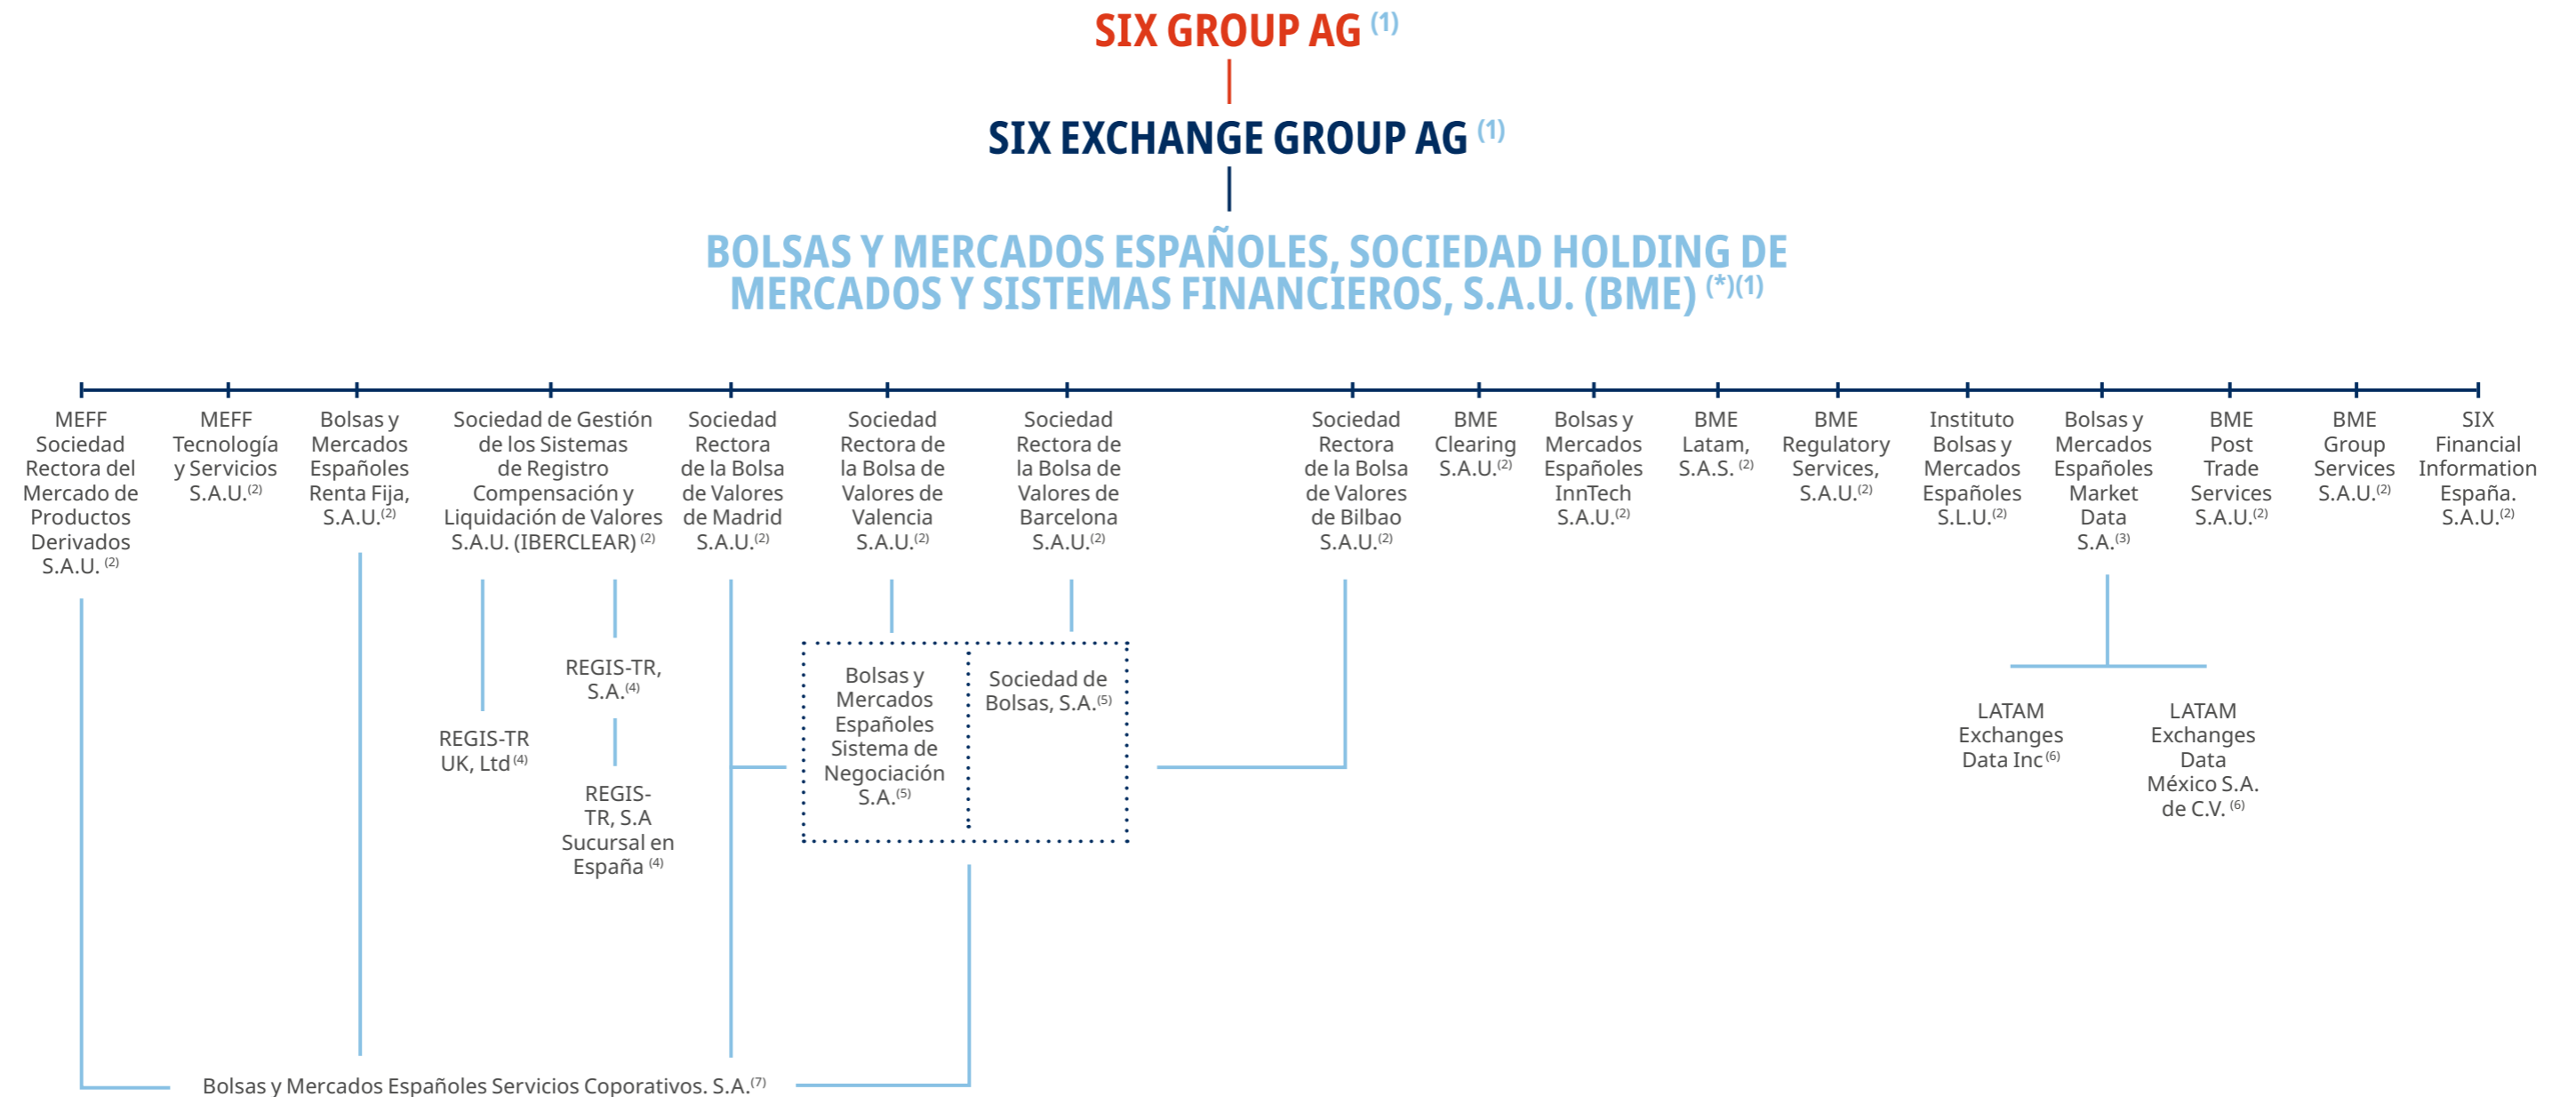 SIX GROUP AG (1)
SIX EXCHANGE GROUP AG (1)
BOLSAS Y MERCADOS ESPAÑOLES, SOCIEDAD HOLDING DE
MERCADOS Y SISTEMAS FINANCIEROS, S.A.U. (BME) (*)(1)
MEFF
Sociedad
Rectora del
Mercado de
Productos
Derivados
S.A.U. (2)
MEFF
Tecnología
y Servicios
S.A.U.(2)
Bolsas y
Mercados
Españoles
Renta Fija,
S.A.U.(2)
Sociedad de Gestión
de los Sistemas
de Registro
Compensación y
Liquidación de Valores
S.A.U. (IBERCLEAR) (2)
Sociedad
Rectora
de la Bolsa
de Valores
de Madrid
S.A.U.(2)
Sociedad
Rectora de
la Bolsa de
Valores de
Valencia
S.A.U.(2)
Sociedad
Rectora de
la Bolsa de
Valores de
Barcelona
S.A.U.(2)
Sociedad
Rectora
de la Bolsa
de Valores
de Bilbao
S.A.U.(2)
BME
Clearing
S.A.U.(2)
Bolsas y
Mercados
Españoles
InnTech
S.A.U.(2)
BME
Latam,
S.A.S. (2)
BME
Regulatory
Services,
S.A.U.(2)
Instituto
Bolsas y
Mercados
Españoles
S.L.U.(2)
Bolsas y
Mercados
Españoles
Market
Data
S.A.(3)
BME
Post
Trade
Services
S.A.U.(2)
BME
Group
Services
S.A.U.(2)
SIX
Financial
Information
España.
S.A.U.(2)
REGIS-TR
UK, Ltd(4)
REGIS-TR,
S.A.(4)
REGIS-
TR, S.A
Sucursal en
España (4)
Bolsas y
Mercados
Españoles
Sistema de
Negociación
S.A.(5)
Sociedad de
Bolsas, S.A.(5)
LATAM
Exchanges
Data Inc(6)
LATAM
Exchanges
Data
México S.A.
de C.V. (6)
Bolsas y Mercados Españoles Servicios Coporativos. S.A.(7)